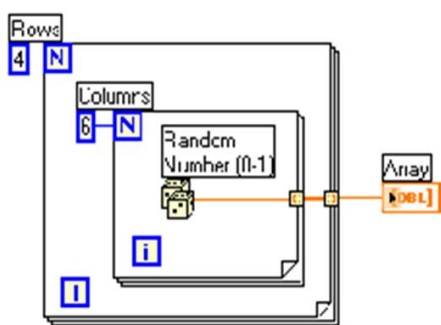 Rows
4 N
Columns
6 N
Random
Number (0-1)
Array
[DBL]
i
I